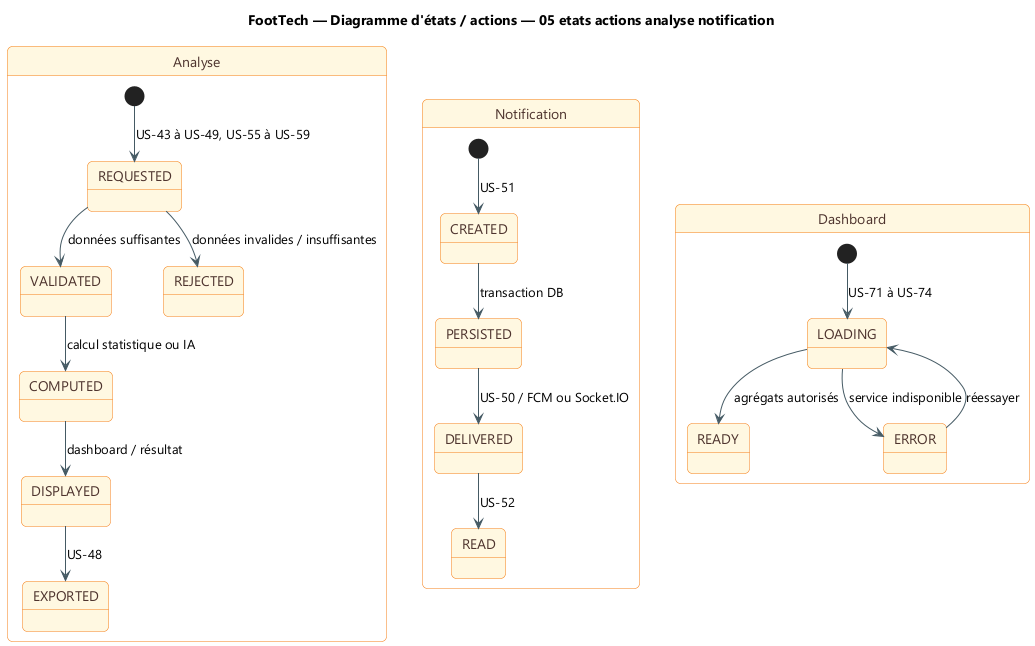 FootTech — Diagramme d'états / actions — 05 etats actions analyse notification
Analyse
US-43 à US-49, US-55 à US-59
REQUESTED
données suffisantes
données invalides / insuffisantes
VALIDATED
REJECTED
calcul statistique ou IA
COMPUTED
dashboard / résultat
DISPLAYED
US-48
EXPORTED
Notification
US-51
CREATED
transaction DB
PERSISTED
US-50 / FCM ou Socket.IO
DELIVERED
US-52
READ
Dashboard
US-71 à US-74
LOADING
agrégats autorisés
service indisponible
réessayer
READY
ERROR